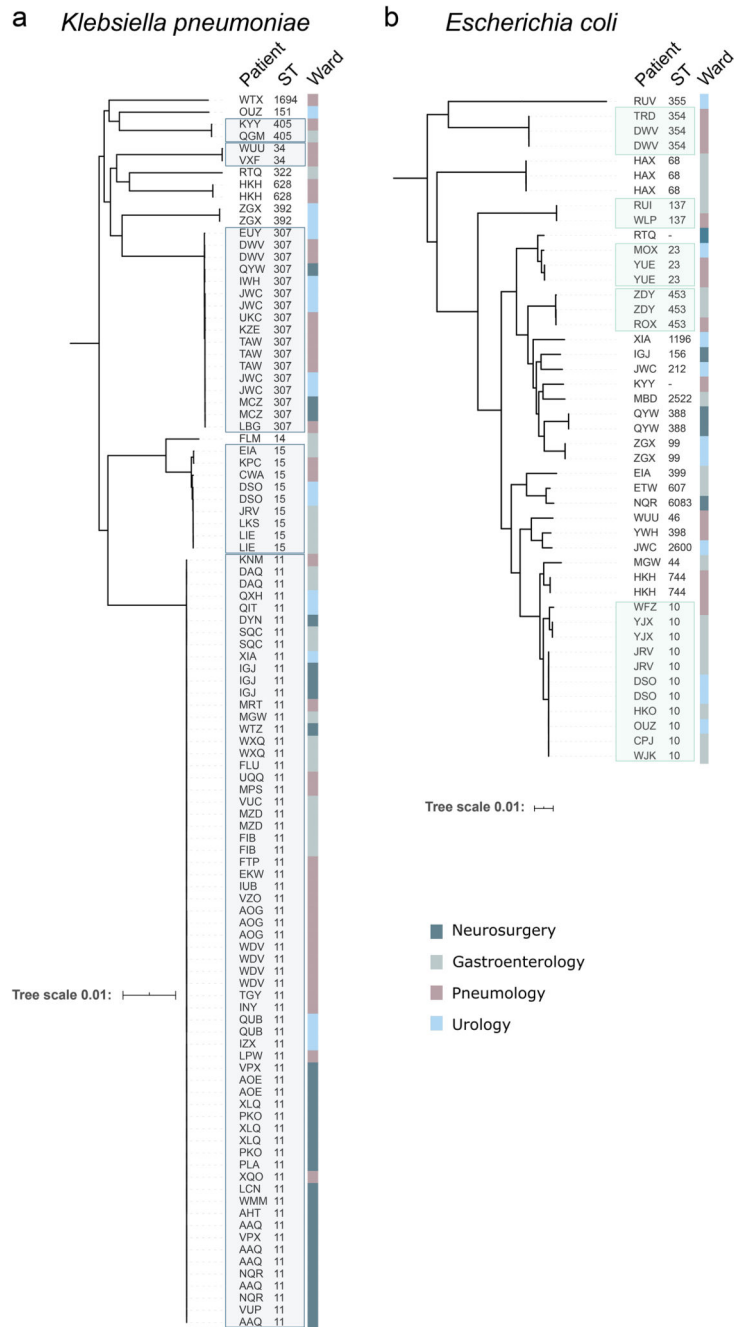 a Klebsiella pneumoniae
Patient ST Ward
WTX 1694
OUZ 151
KYY 405
QGM 405
WUU 34
VXF 34
RTQ 322
HKH 628
HKH 628
ZGX 392
ZGX 392
EUY 307
DWV 307
DWV 307
QYW 307
IWH 307
JWC 307
JWC 307
UKC 307
KZE 307
TAW 307
TAW 307
TAW 307
JWC 307
JWC 307
MCZ 307
MCZ 307
LBG 307
FLM 14
EIA 15
KPC 15
CWA 15
DSO 15
DSO 15
JRV 15
LKS 15
LIE 15
LIE 15
KNM 11
DAQ 11
DAQ 11
QXH 11
QIT 11
DYN 11
SQC 11
SQC 11
XIA 11
IGJ 11
IGJ 11
IGJ 11
MRT 11
MGW 11
WTZ 11
WXQ 11
WXQ 11
FLU 11
UQQ 11
MPS 11
VUC 11
MZD 11
MZD 11
FIB 11
FIB 11
FTP 11
EKW 11
IUB 11
VZO 11
AOG 11
AOG 11
AOG 11
WDV 11
WDV 11
WDV 11
WDV 11
TGY 11
INY 11
QUB 11
QUB 11
IZX 11
LPW 11
VPX 11
AOE 11
AOE 11
XLQ 11
PKO 11
XLQ 11
XLQ 11
PKO 11
PLA 11
XQO 11
LCN 11
WMM 11
AHT 11
AAQ 11
VPX 11
AAQ 11
AAQ 11
NQR 11
AAQ 11
NQR 11
VUP 11
AAQ 11
Tree scale 0.01:
b Escherichia coli
Patient ST Ward
RUV 355
TRD 354
DWV 354
DWV 354
HAX 68
HAX 68
HAX 68
RUI 137
WLP 137
RTQ -
MOX 23
YUE 23
YUE 23
ZDY 453
ZDY 453
ROX 453
XIA 1196
IGJ 156
JWC 212
KYY -
MBD 2522
QYW 388
QYW 388
ZGX 99
ZGX 99
EIA 399
ETW 607
NQR 6083
WUU 46
YWH 398
JWC 2600
MGW 44
HKH 744
HKH 744
WFZ 10
YJX 10
YJX 10
JRV 10
JRV 10
DSO 10
DSO 10
HKO 10
OUZ 10
CPJ 10
WJK 10
Tree scale 0.01:
Neurosurgery
Gastroenterology
Pneumology
Urology